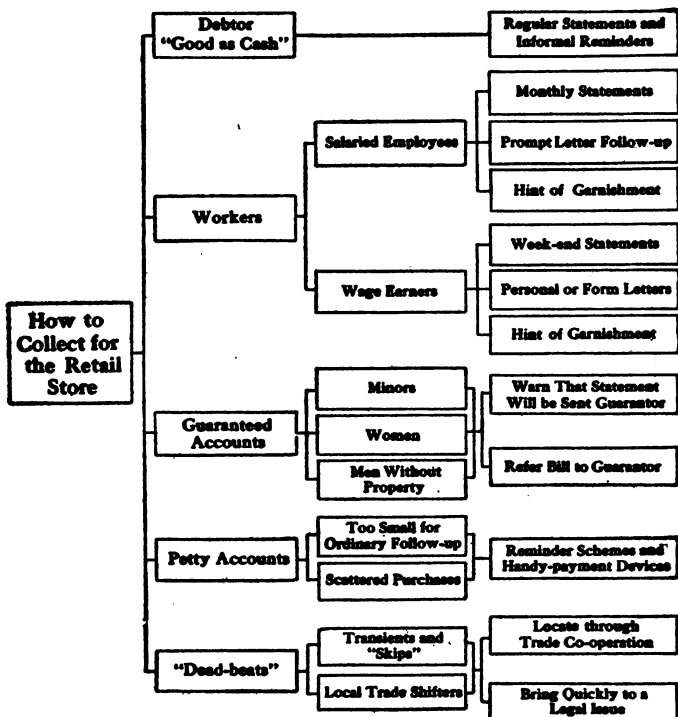 How to
Collect for
the Retail
Store
Debtor
"Good as Cash"
Regular Statements and
Informal Reminders
Workers
Salaried Employees
Monthly Statements
Prompt Letter Follow-up
Hint of Garnishment
Wage Earners
Week-end Statements
Personal or Form Letters
Hint of Garnishment
Guaranteed
Accounts
Minors
Women
Men Without
Property
Warn That Statement
Will be Sent Guarantor
Refer Bill to Guarantor
Petty Accounts
Too Small for
Ordinary Follow-up
Scattered Purchases
Reminder Schemes and
Handy-payment Devices
"Dead-beats"
Transients and
"Skips"
Local Trade Shifters
Locate through
Trade Co-operation
Bring Quickly to a
Legal Issue